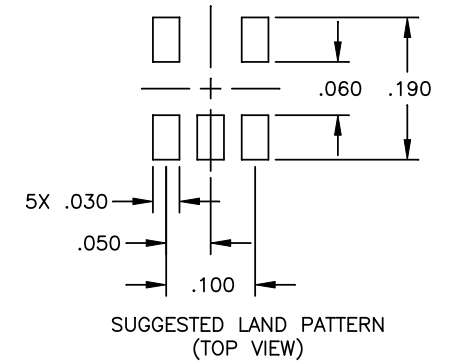 .060
.190
5X .030
.050
.100
SUGGESTED LAND PATTERN
(TOP VIEW)